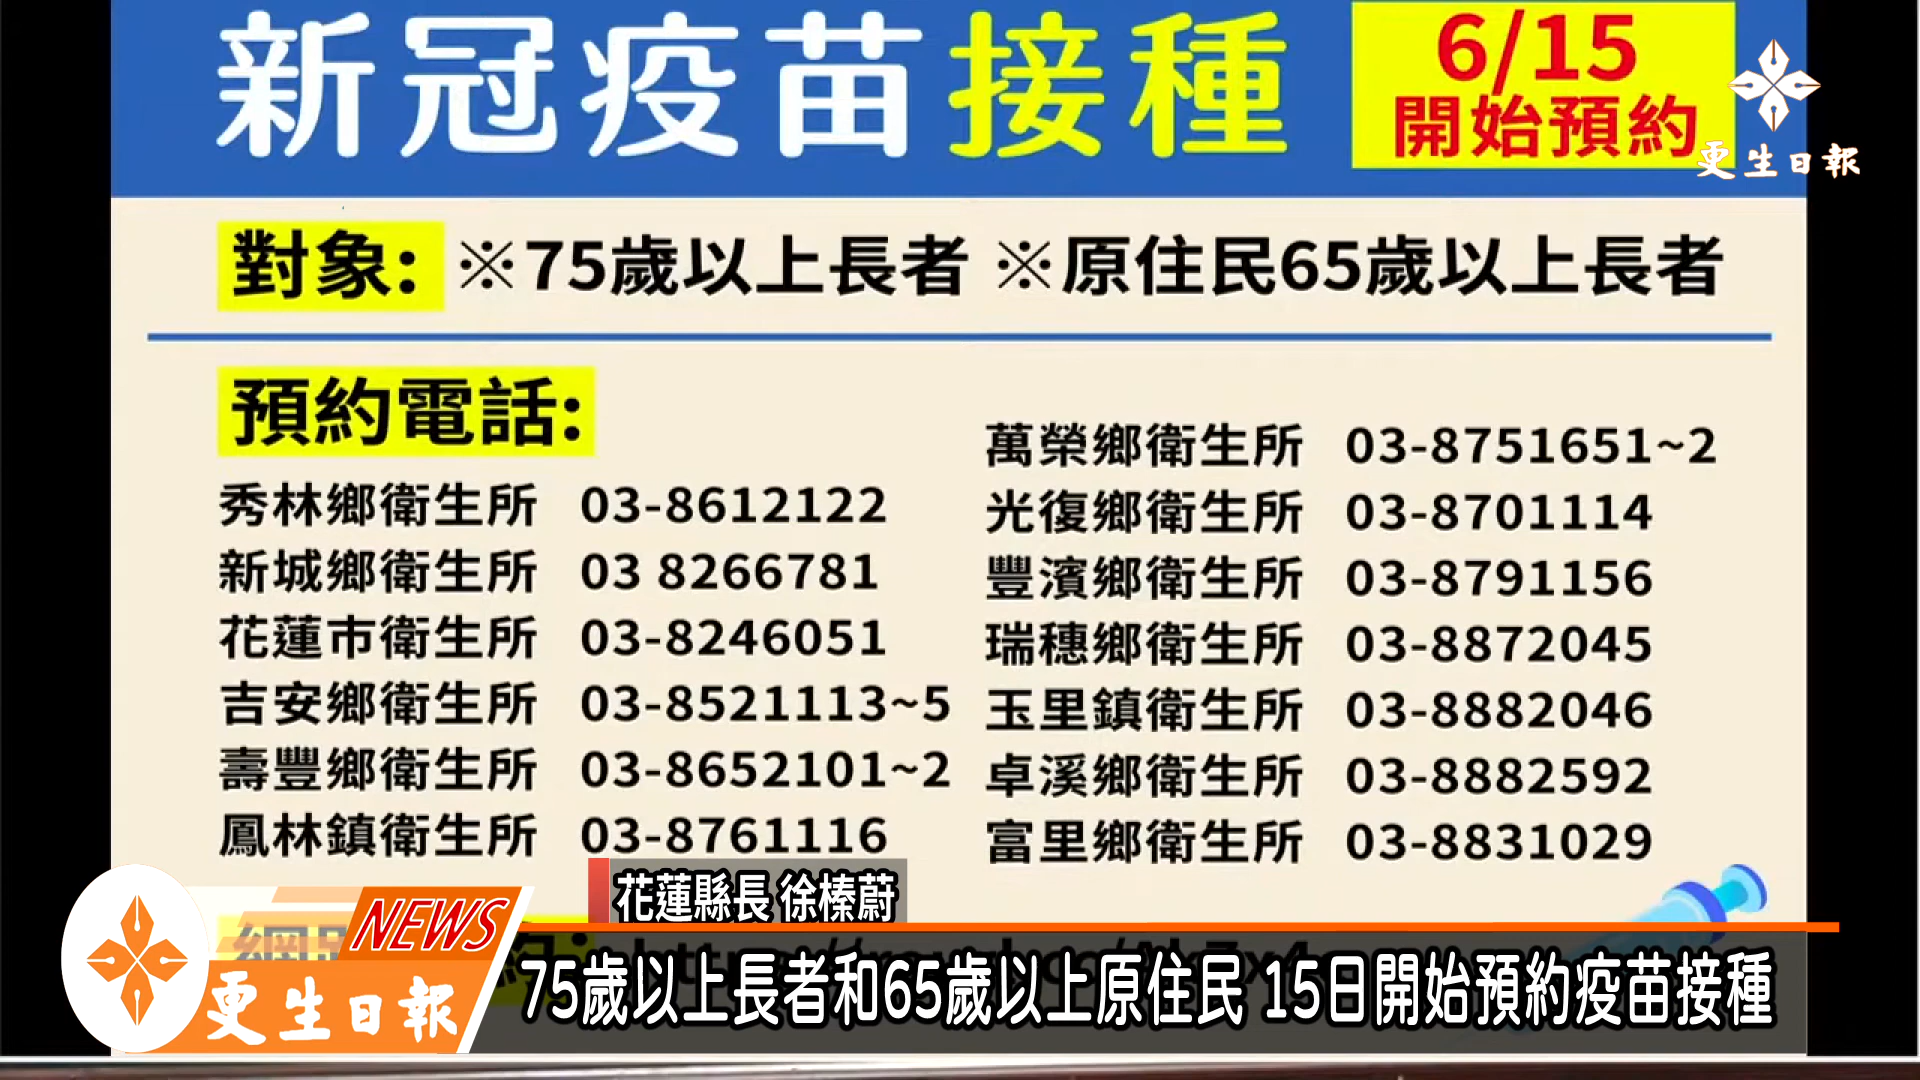 新冠疫苗接種
6/15
開始預約
更生日報
對象: ※75歲以上長者 ※原住民65歲以上長者
預約電話:
秀林鄉衛生所 03-8612122
新城鄉衛生所 03 8266781
花蓮市衛生所 03-8246051
吉安鄉衛生所 03-8521113~5
壽豐鄉衛生所 03-8652101~2
鳳林鎮衛生所 03-8761116
萬榮鄉衛生所 03-8751651~2
光復鄉衛生所 03-8701114
豐濱鄉衛生所 03-8791156
瑞穗鄉衛生所 03-8872045
玉里鎮衛生所 03-8882046
卓溪鄉衛生所 03-8882592
富里鄉衛生所 03-8831029
花蓮縣長 徐榛蔚
NEWS
更生日報
75歲以上長者和65歲以上原住民 15日開始預約疫苗接種